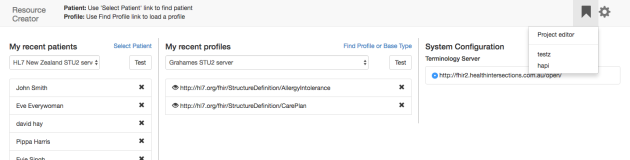 Resource Creator
Patient: Use 'Select Patient' link to find patient
Profile: Use Find Profile link to load a profile
Project editor
testz
hapi
My recent patients
Select Patient
HL7 New Zealand STU2 serv
Test
John Smith
Eve Everywoman
david hay
Pippa Harris
Evie Singh
My recent profiles
Find Profile or Base Type
Grahames STU2 server
Test
http://hl7.org/fhir/StructureDefinition/AllergyIntolerance
http://hl7.org/fhir/StructureDefinition/CarePlan
System Configuration
Terminology Server
http://fhir2.healthintersections.com.au/open/